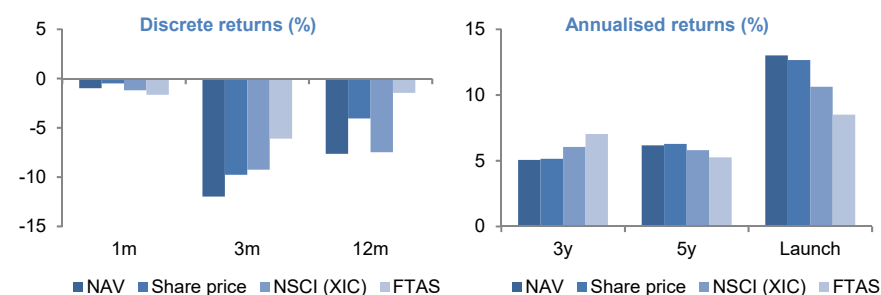 Discrete returns (%)
5
0
-5
-10
-15
1m 3m 12m
NAV Share price NSCI (XIC) FTAS
Annualised returns (%)
15
10
5
0
3y 5y Launch
NAV Share price NSCI (XIC) FTAS